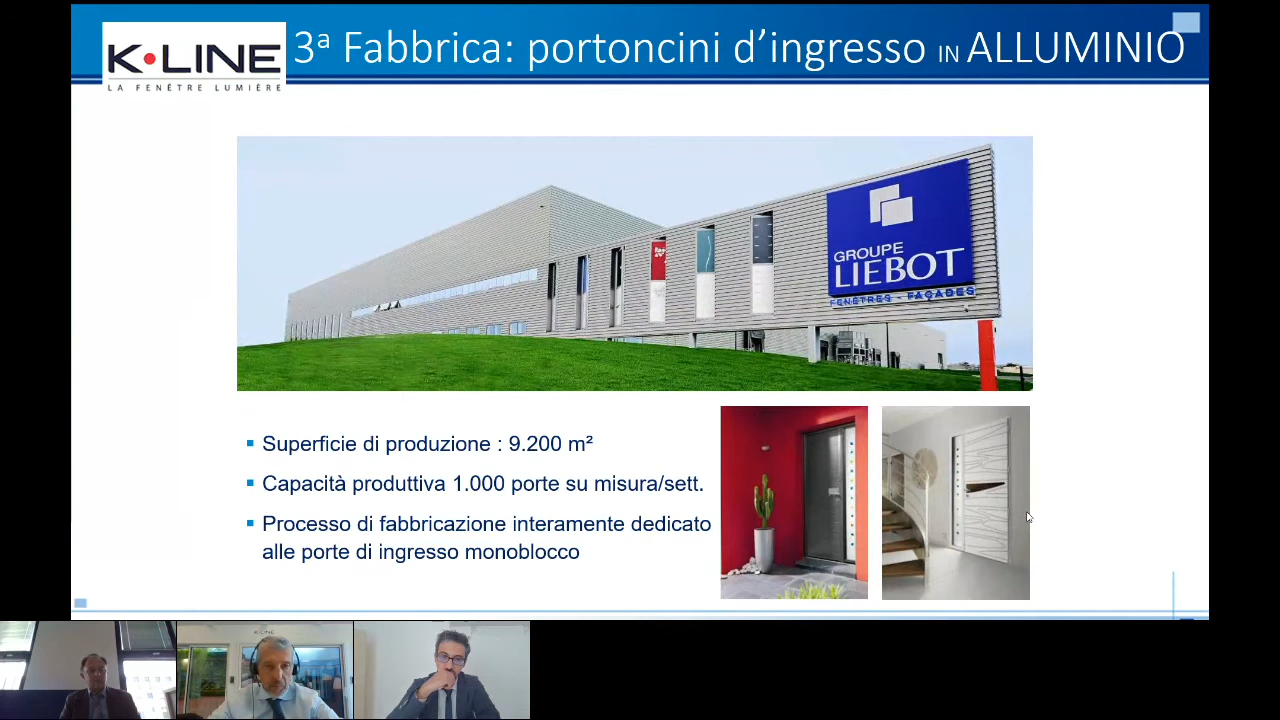 K•LINE
LA FENÊTRE LUMIÈRE
3ª Fabbrica: portoncini d’ingresso IN ALLUMINIO
GROUPE
LIEBOT
FENÊTRES - FAÇADES
▪ Superficie di produzione : 9.200 m²
▪ Capacità produttiva 1.000 porte su misura/sett.
▪ Processo di fabbricazione interamente dedicato
alle porte di ingresso monoblocco
K•LINE